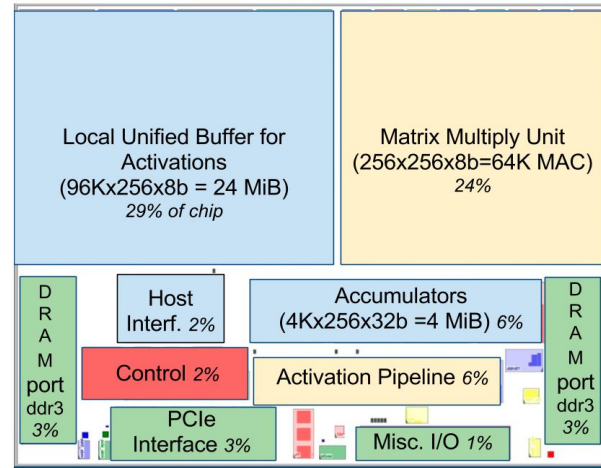 Local Unified Buffer for
Activations
(96Kx256x8b = 24 MiB)
29% of chip
Matrix Multiply Unit
(256x256x8b=64K MAC)
24%
D
R
A
M
port
ddr3
3%
Host
Interf. 2%
Accumulators
(4Kx256x32b =4 MiB) 6%
D
R
A
M
port
ddr3
3%
Control 2%
Activation Pipeline 6%
PCIe
Interface 3%
Misc. I/O 1%